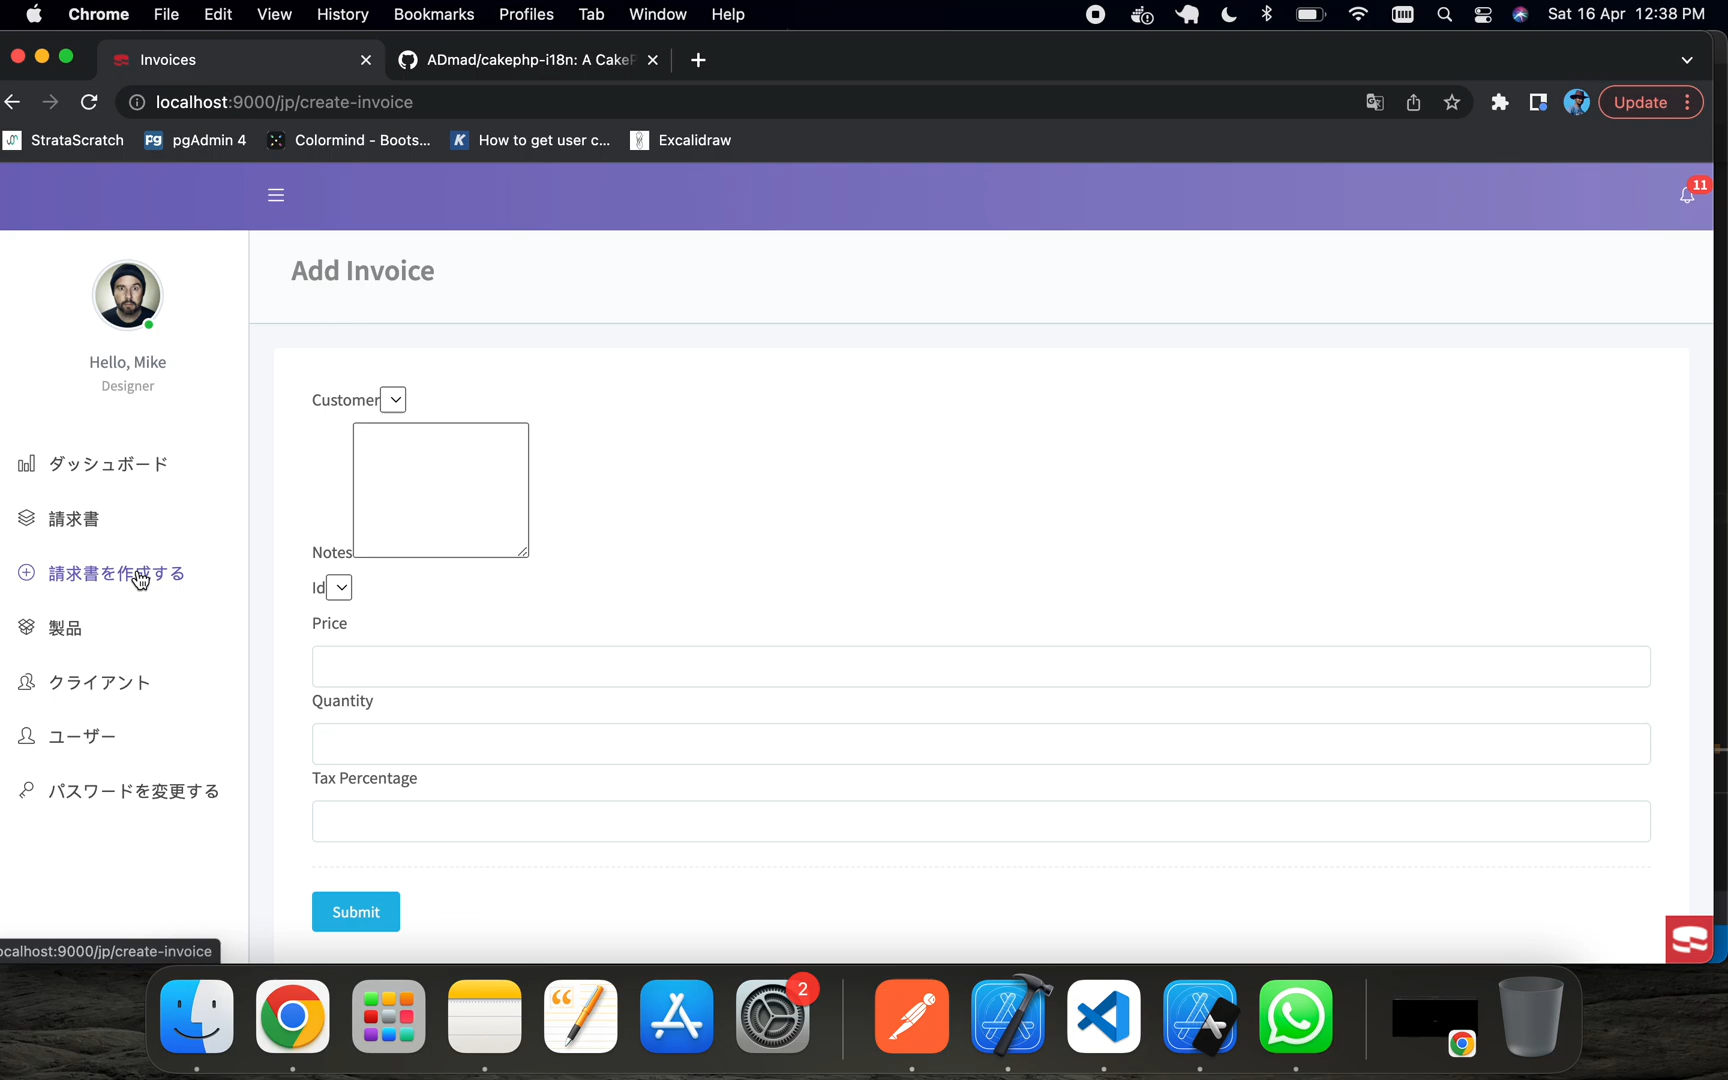 Chrome File Edit View History Bookmarks Profiles Tab Window Help Sat 16 Apr 12:38 PM
Invoices ADmad/cakephp-i18n: A CakeP
localhost:9000/jp/create-invoice Update
StrataScratch pgAdmin 4 Colormind - Boots... How to get user c... Excalidraw
11
Add Invoice
Hello, Mike
Designer
ダッシュボード
請求書
請求書を作成する
製品
クライアント
ユーザー
パスワードを変更する
Customer
Notes
Id
Price
Quantity
Tax Percentage
Submit
ocalhost:9000/jp/create-invoice
2